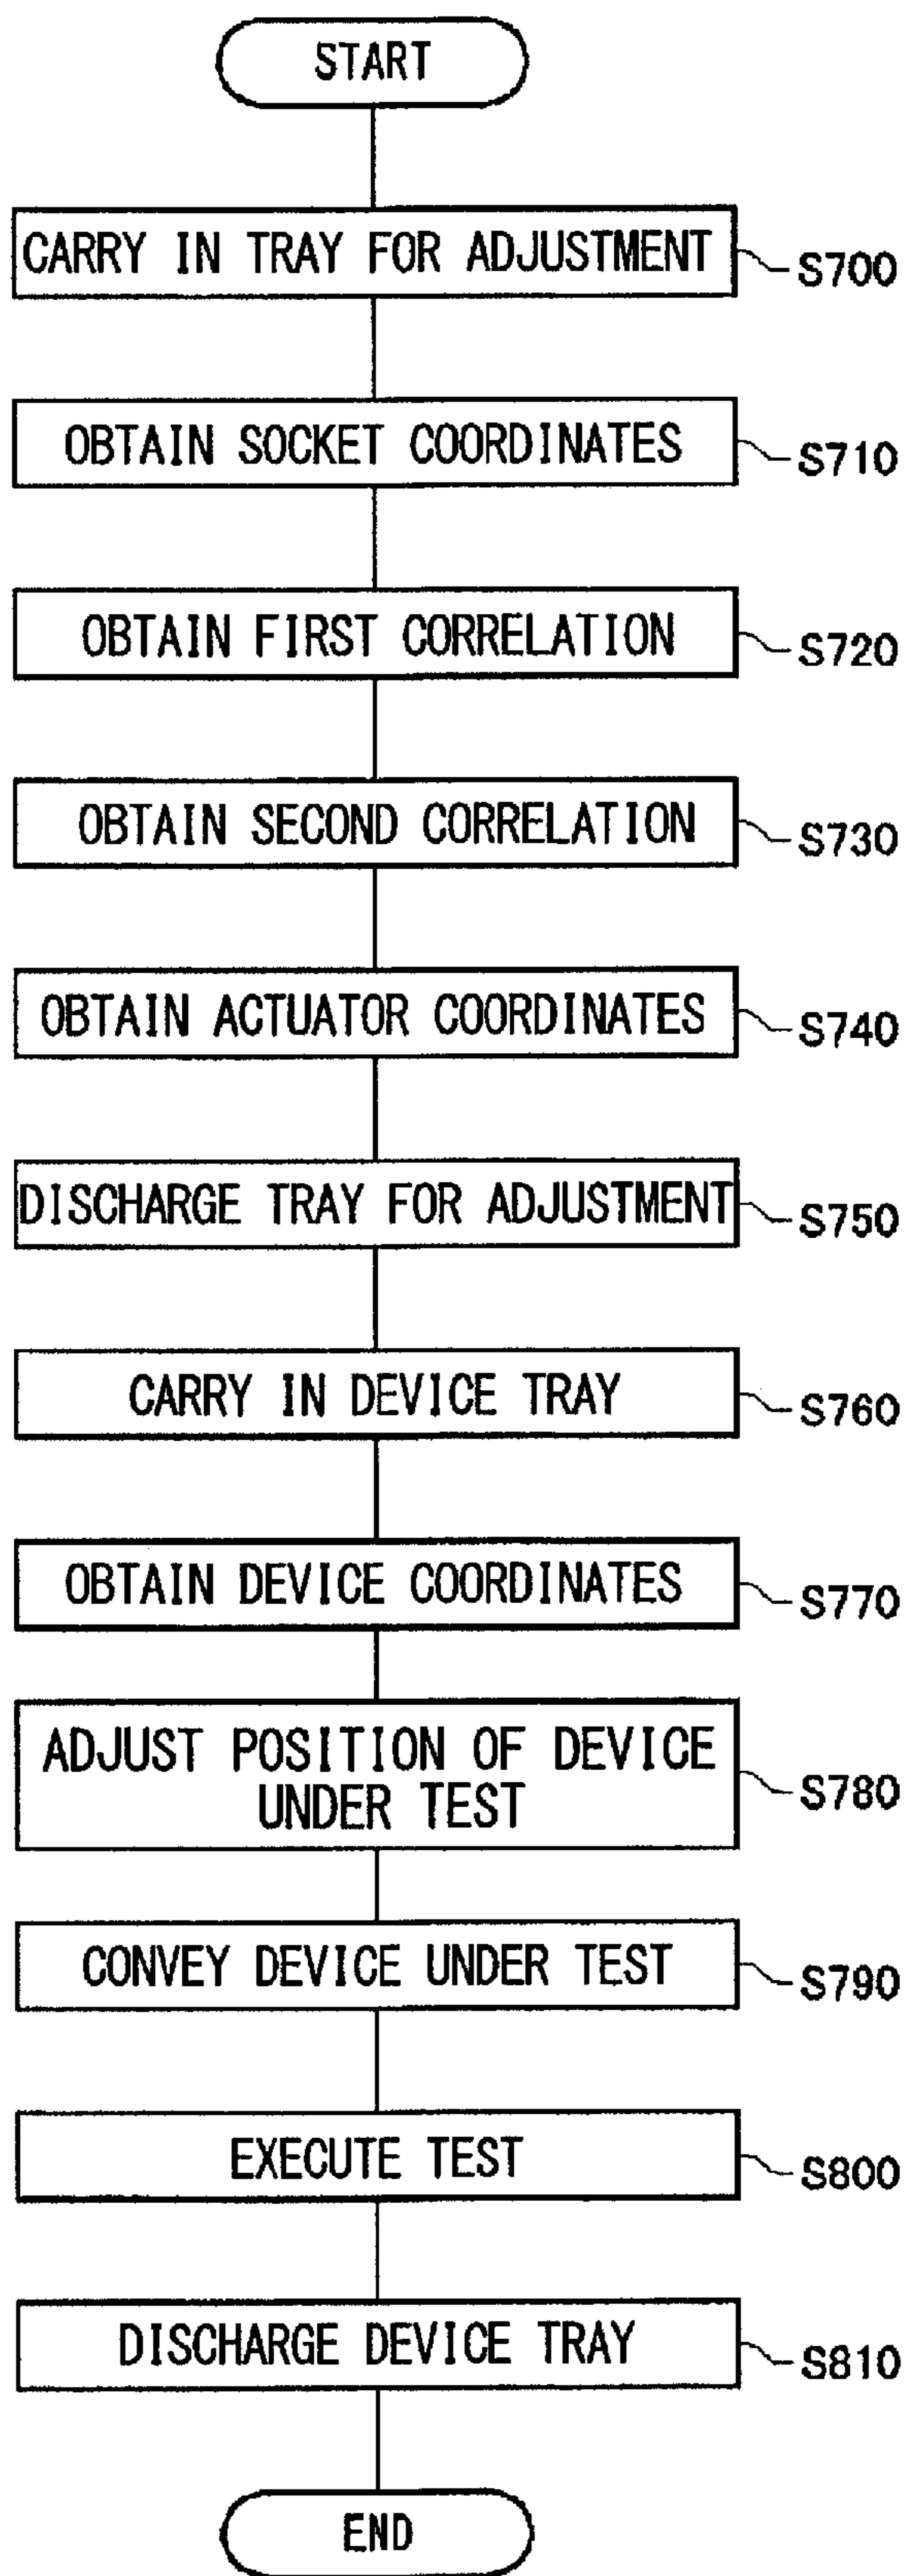 START
CARRY IN TRAY FOR ADJUSTMENT
S700
OBTAIN SOCKET COORDINATES
S710
OBTAIN FIRST CORRELATION
S720
OBTAIN SECOND CORRELATION
S730
OBTAIN ACTUATOR COORDINATES
S740
DISCHARGE TRAY FOR ADJUSTMENT
S750
CARRY IN DEVICE TRAY
S760
OBTAIN DEVICE COORDINATES
S770
ADJUST POSITION OF DEVICE
UNDER TEST
S780
CONVEY DEVICE UNDER TEST
S790
EXECUTE TEST
S800
DISCHARGE DEVICE TRAY
S810
END